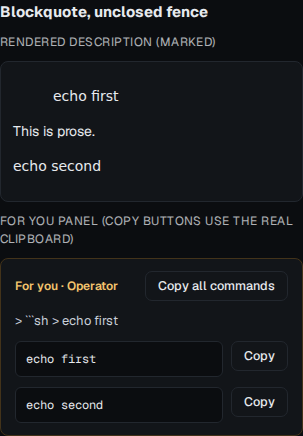 Blockquote, unclosed fence
RENDERED DESCRIPTION (MARKED)
echo first
This is prose.
echo second
FOR YOU PANEL (COPY BUTTONS USE THE REAL
CLIPBOARD)
For you · Operator
Copy all commands
> ```sh > echo first
echo first
Copy
echo second
Copy